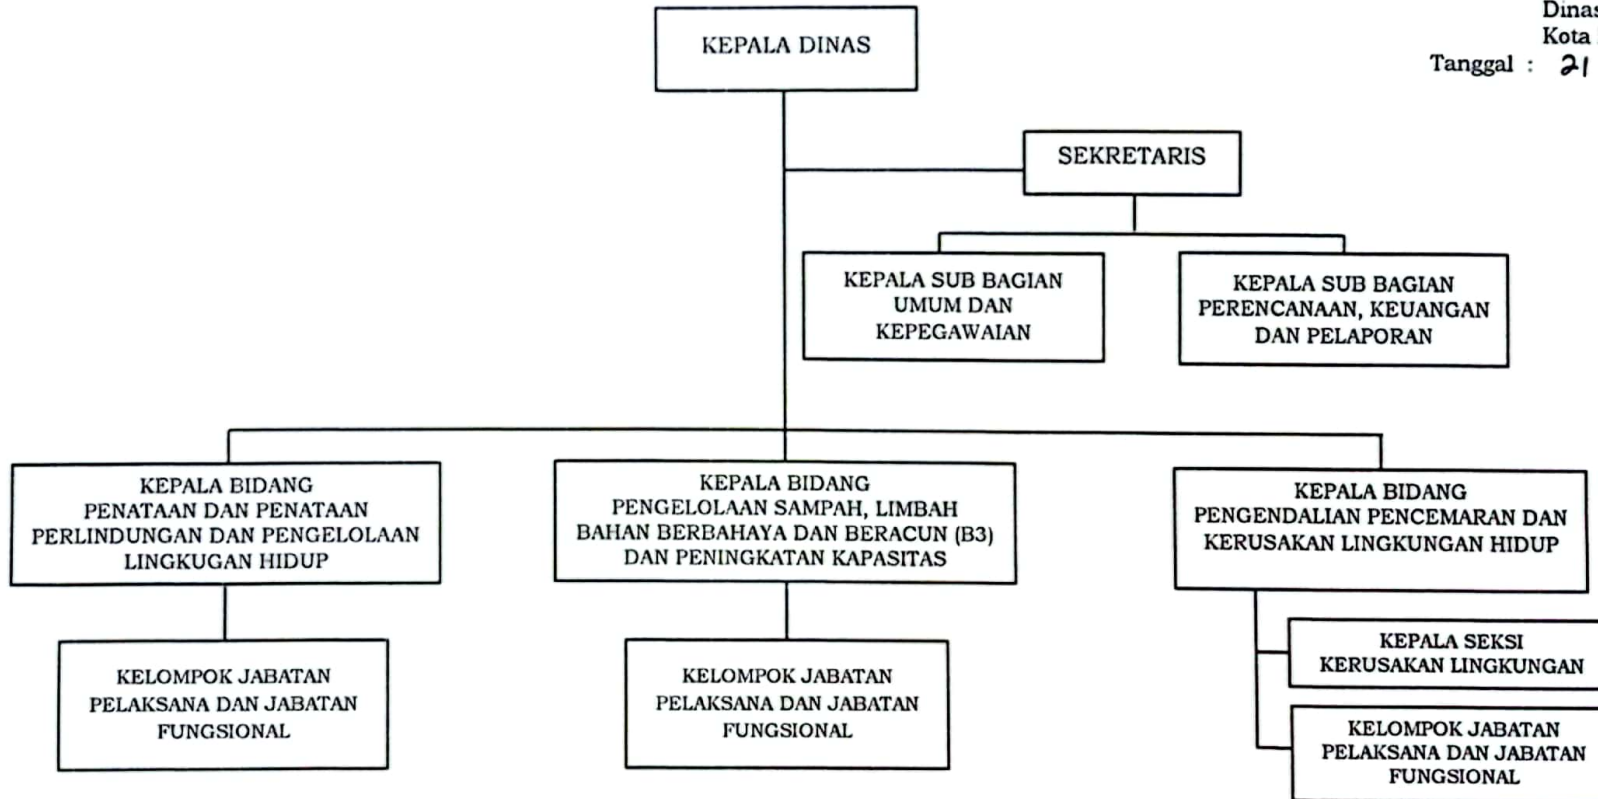 Dinas
Kota
Tanggal : 21
KEPALA DINAS
SEKRETARIS
KEPALA SUB BAGIAN
UMUM DAN
KEPEGAWAIAN
KEPALA SUB BAGIAN
PERENCANAAN, KEUANGAN
DAN PELAPORAN
KEPALA BIDANG
PENATAAN DAN PENATAAN
PERLINDUNGAN DAN PENGELOLAAN
LINGKUGAN HIDUP
KEPALA BIDANG
PENGELOLAAN SAMPAH, LIMBAH
BAHAN BERBAHAYA DAN BERACUN (B3)
DAN PENINGKATAN KAPASITAS
KEPALA BIDANG
PENGENDALIAN PENCEMARAN DAN
KERUSAKAN LINGKUNGAN HIDUP
KELOMPOK JABATAN
PELAKSANA DAN JABATAN
FUNGSIONAL
KELOMPOK JABATAN
PELAKSANA DAN JABATAN
FUNGSIONAL
KEPALA SEKSI
KERUSAKAN LINGKUNGAN
KELOMPOK JABATAN
PELAKSANA DAN JABATAN
FUNGSIONAL